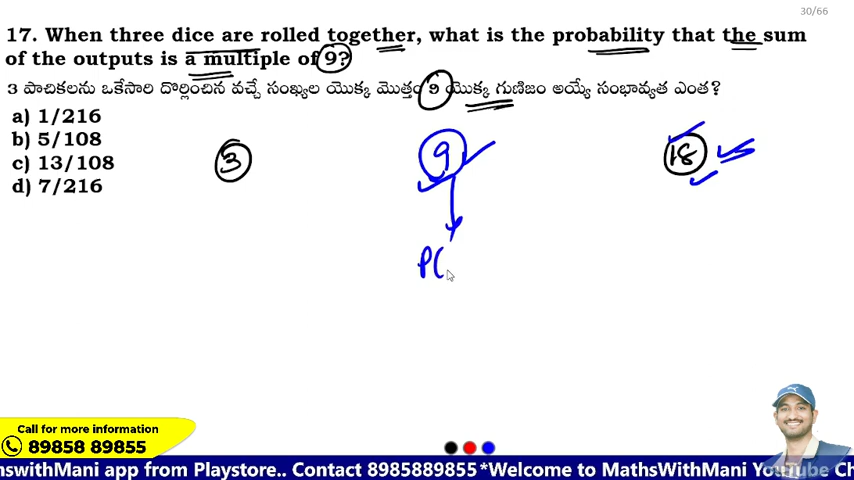 30/66
17. When three dice are rolled together, what is the probability that the sum
of the outputs is a multiple of 9?
3 పాచికలను ఒకేసారి దొర్లించిన వచ్చే సంఖ్యల యొక్క మొత్తం 9 యొక్క గుణిజం అయ్యే సంభావ్యత ఎంత?
a) 1/216
b) 5/108
c) 13/108
d) 7/216
3 9 18
P(
Call for more information
89858 89855
nswithMani app from Playstore.. Contact 8985889855*Welcome to MathsWithMani YouTube Ch